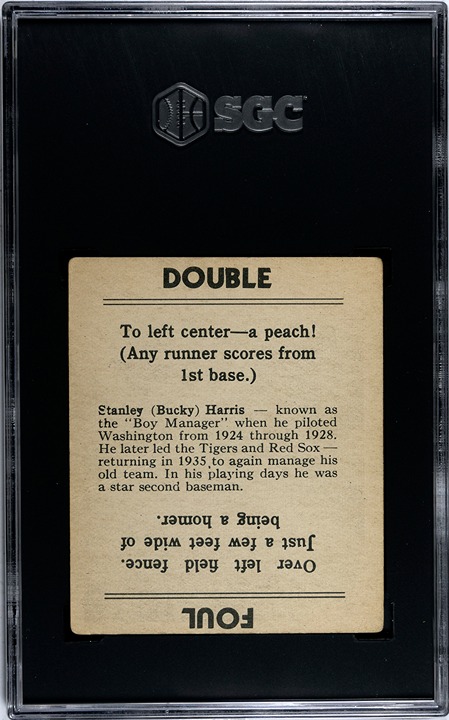 SGC
DOUBLE
To left center—a peach!
(Any runner scores from
1st base.)
Stanley (Bucky) Harris — known as
the "Boy Manager" when he piloted
Washington from 1924 through 1928.
He later led the Tigers and Red Sox —
returning in 1935 to again manage his
old team. In his playing days he was
a star second baseman.
FOUL
Over left field fence.
Just a few feet wide of
being a homer.